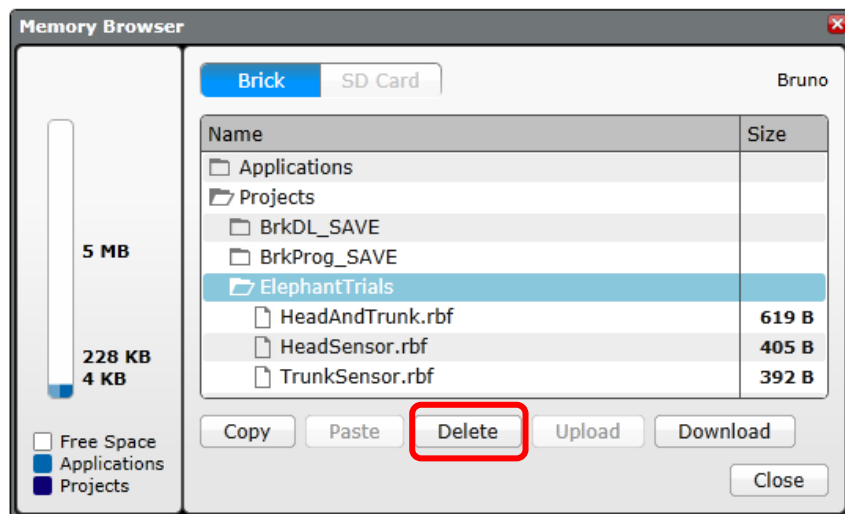 Memory Browser
Brick SD Card Bruno
Name Size
Applications
Projects
BrkDL_SAVE
BrkProg_SAVE
ElephantTrials
HeadAndTrunk.rbf 619 B
HeadSensor.rbf 405 B
TrunkSensor.rbf 392 B
5 MB
228 KB
4 KB
Free Space
Applications
Projects
Copy Paste Delete Upload Download
Close